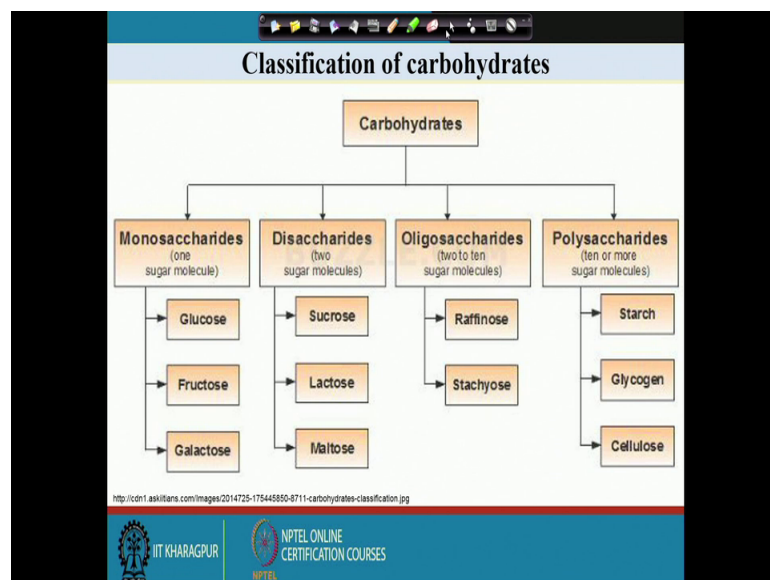 Classification of carbohydrates
Carbohydrates
Monosaccharides
(one
sugar molecule)
Disaccharides
(two
sugar molecules)
Oligosaccharides
(two to ten
sugar molecules)
Polysaccharides
(ten or more
sugar molecules)
Glucose
Fructose
Galactose
Sucrose
Lactose
Maltose
Raffinose
Stachyose
Starch
Glycogen
Cellulose
http://cdn1.askiitians.com/images/2014725-175445850-8711-carbohydrates-classification.jpg
IIT KHARAGPUR
NPTEL ONLINE
CERTIFICATION COURSES
NPTEL